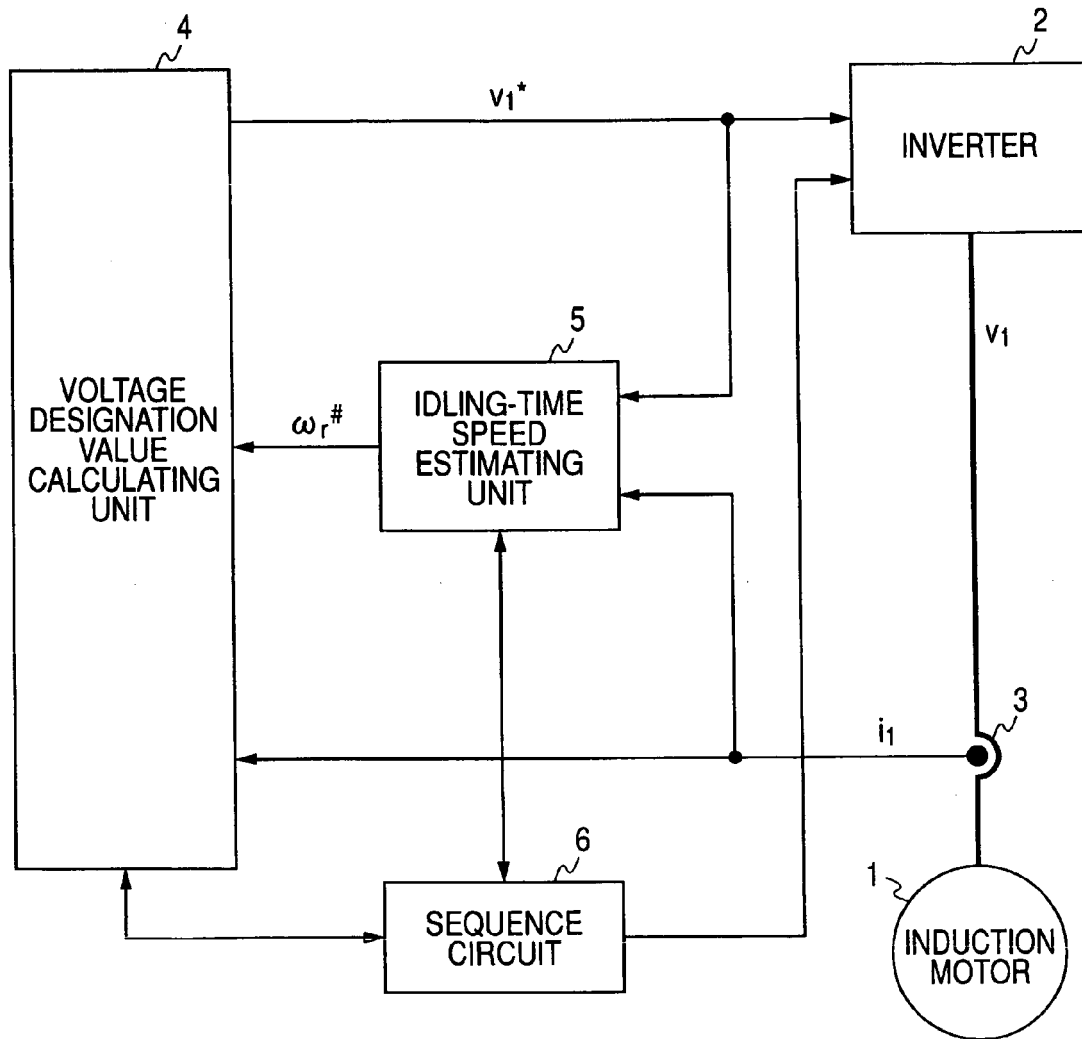 4
2
v1*
INVERTER
v1
5
VOLTAGE
DESIGNATION
VALUE
CALCULATING
UNIT
ωr#
IDLING-TIME
SPEED
ESTIMATING
UNIT
3
i1
6
SEQUENCE
CIRCUIT
1
INDUCTION
MOTOR